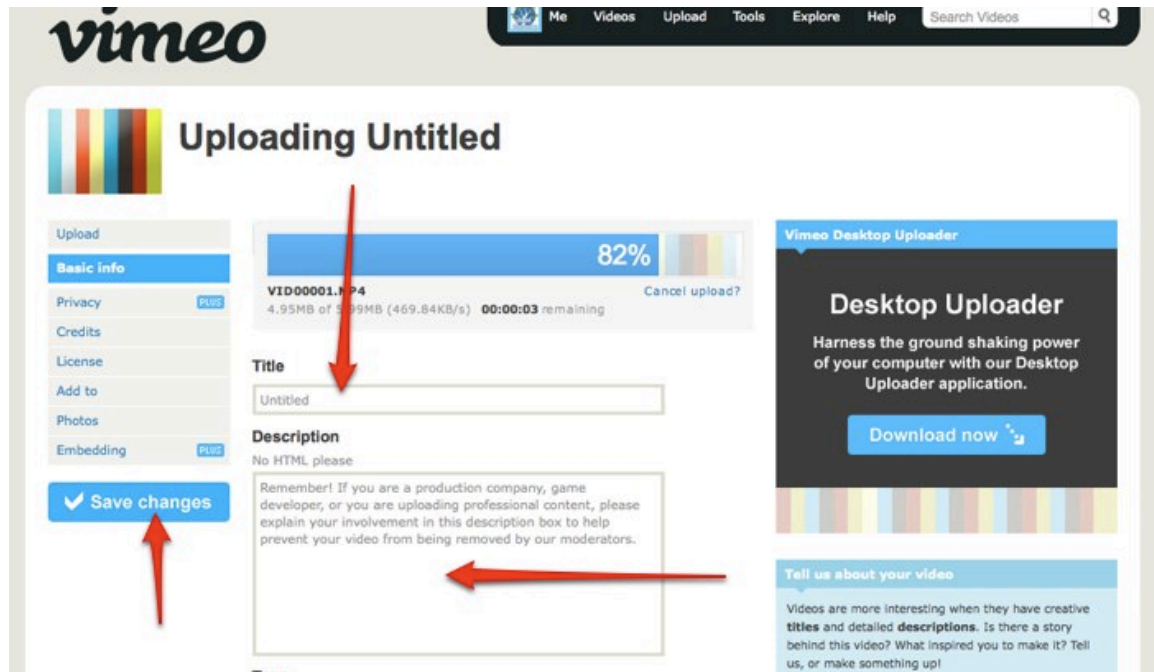 vimeo
Me Videos Upload Tools Explore Help Search Videos
Uploading Untitled
Upload
Basic info
Privacy PLUS
Credits
License
Add to
Photos
Embedding PLUS
Save changes
82%
VID00001.MP4 Cancel upload?
4.95MB of 5.99MB (469.84KB/s) 00:00:03 remaining
Title
Untitled
Description
No HTML please
Remember! If you are a production company, game
developer, or you are uploading professional content, please
explain your involvement in this description box to help
prevent your video from being removed by our moderators.
Vimeo Desktop Uploader
Desktop Uploader
Harness the ground shaking power
of your computer with our Desktop
Uploader application.
Download now
Tell us about your video
Videos are more interesting when they have creative
titles and detailed descriptions. Is there a story
behind this video? What inspired you to make it? Tell
us, or make something up!